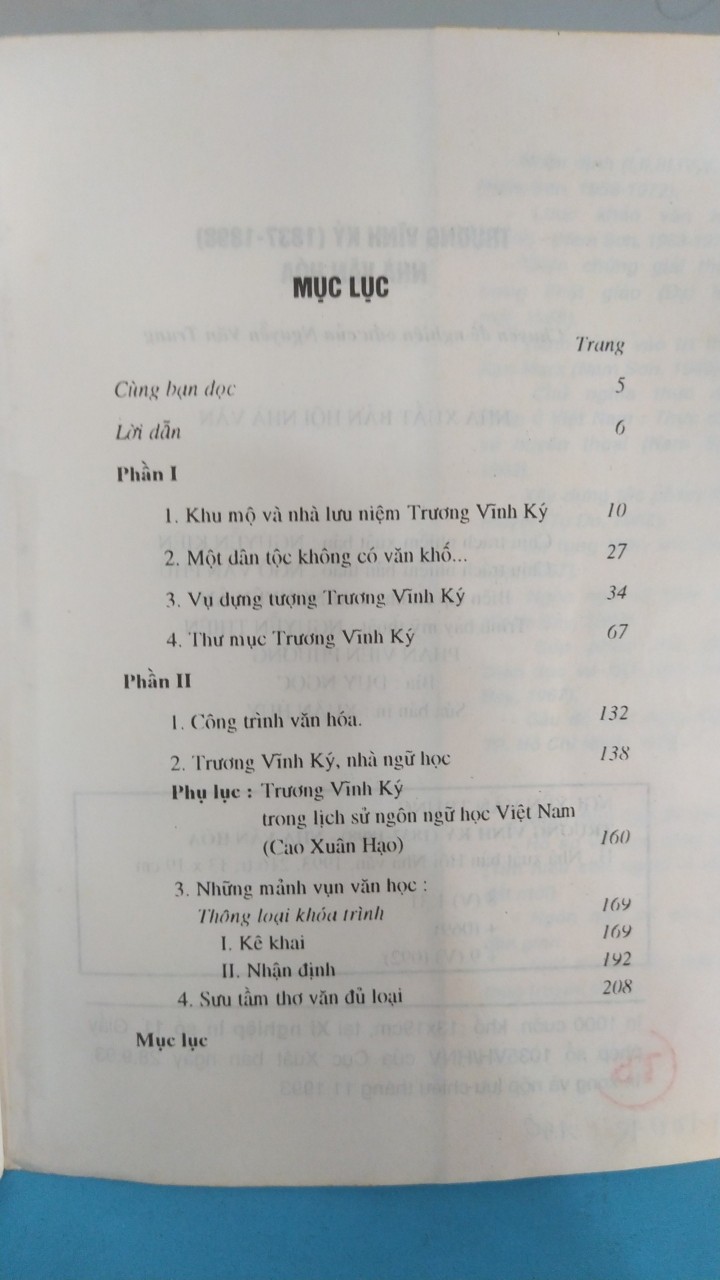 MỤC LỤC
Trang
Cùng bạn đọc 5
Lời dẫn 6
Phần I
1. Khu mộ và nhà lưu niệm Trương Vĩnh Ký 10
2. Một dân tộc không có văn khố... 27
3. Vụ dựng tượng Trương Vĩnh Ký 34
4. Thư mục Trương Vĩnh Ký 67
Phần II
1. Công trình văn hóa. 132
2. Trương Vĩnh Ký, nhà ngữ học 138
Phụ lục : Trương Vĩnh Ký
trong lịch sử ngôn ngữ học Việt Nam
(Cao Xuân Hạo) 160
3. Những mảnh vụn văn học : 169
Thông loại khóa trình 169
I. Kê khai
II. Nhận định 192
4. Sưu tầm thơ văn đủ loại 208
Mục lục